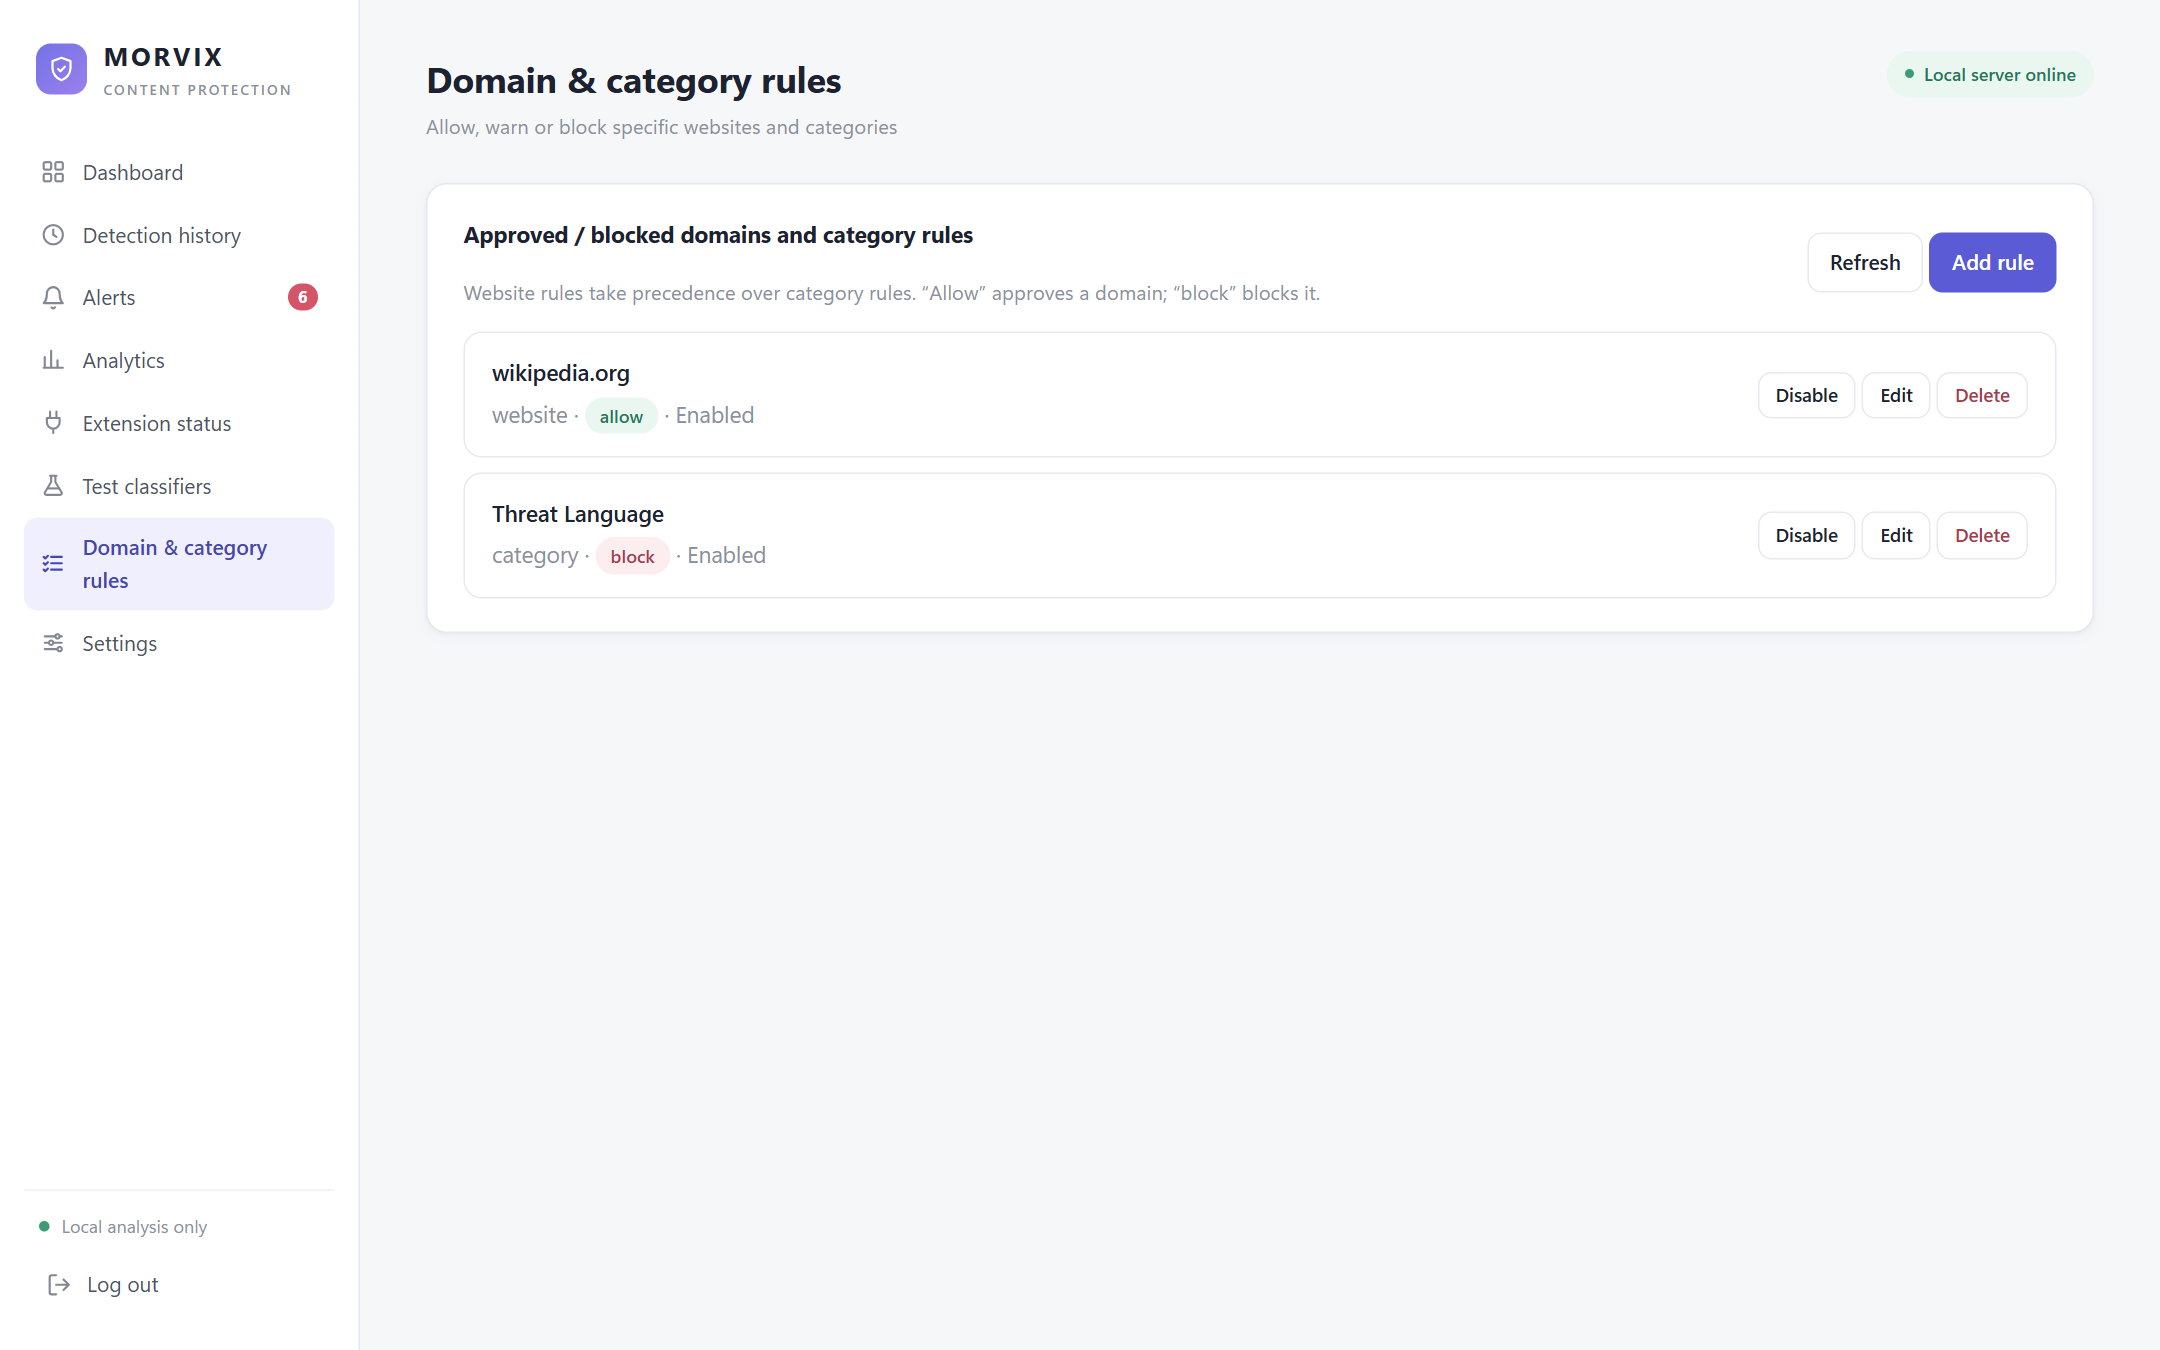 MORVIX
CONTENT PROTECTION
Dashboard
Detection history
Alerts 6
Analytics
Extension status
Test classifiers
Domain & category
rules
Settings
Local analysis only
Log out
Domain & category rules
Allow, warn or block specific websites and categories
Local server online
Approved / blocked domains and category rules
Website rules take precedence over category rules. “Allow” approves a domain; “block” blocks it.
Refresh Add rule
wikipedia.org
website · allow · Enabled
Disable Edit Delete
Threat Language
category · block · Enabled
Disable Edit Delete